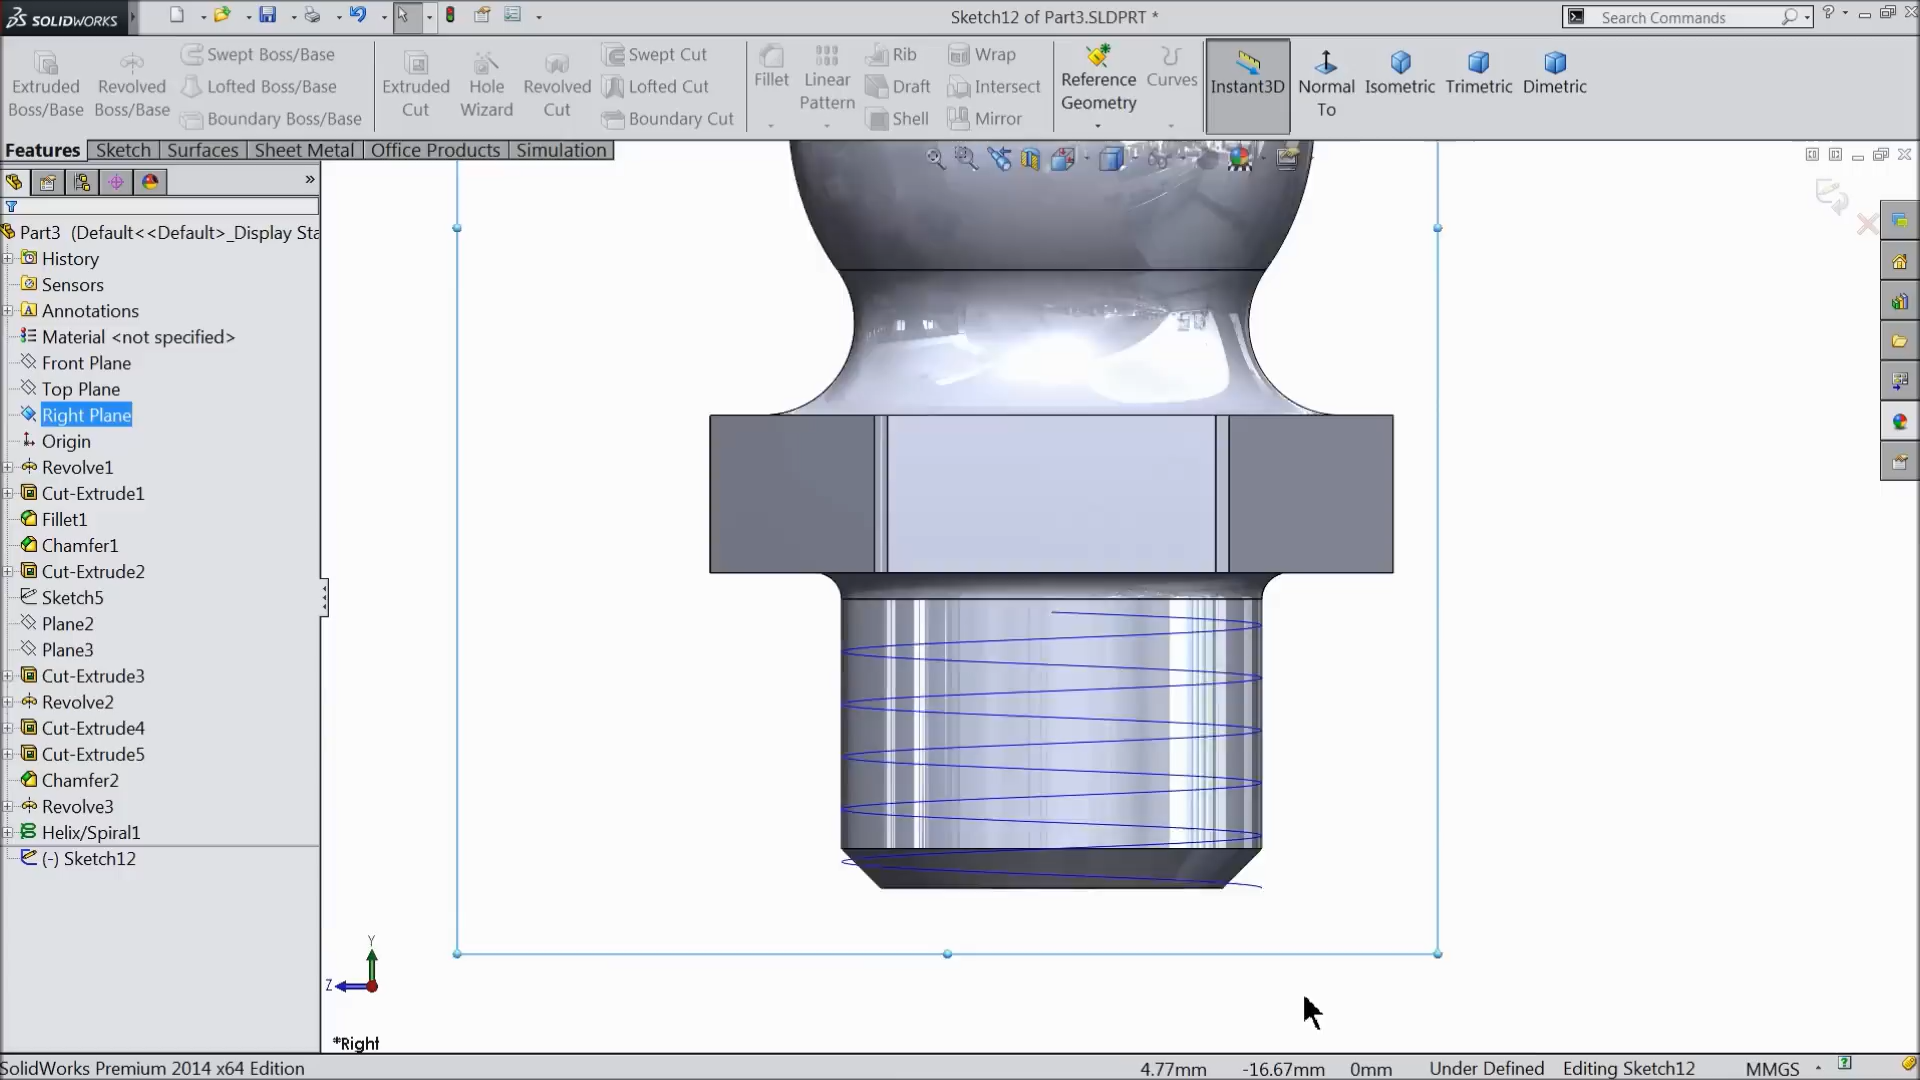 SOLIDWORKS
Sketch12 of Part3.SLDPRT *
Search Commands
?
Extruded Boss/Base
Revolved Boss/Base
Swept Boss/Base
Lofted Boss/Base
Boundary Boss/Base
Extruded Cut
Hole Wizard
Revolved Cut
Swept Cut
Lofted Cut
Boundary Cut
Fillet
Linear Pattern
Rib
Draft
Shell
Wrap
Intersect
Mirror
Reference Geometry
Curves
Instant3D
Normal To
Isometric
Trimetric
Dimetric
Features
Sketch
Surfaces
Sheet Metal
Office Products
Simulation
»
Part3 (Default<<Default>_Display Sta
History
Sensors
Annotations
Material <not specified>
Front Plane
Top Plane
Right Plane
Origin
Revolve1
Cut-Extrude1
Fillet1
Chamfer1
Cut-Extrude2
Sketch5
Plane2
Plane3
Cut-Extrude3
Revolve2
Cut-Extrude4
Cut-Extrude5
Chamfer2
Revolve3
Helix/Spiral1
(-) Sketch12
Y
Z
*Right
SolidWorks Premium 2014 x64 Edition
4.77mm
-16.67mm
0mm
Under Defined
Editing Sketch12
MMGS
?